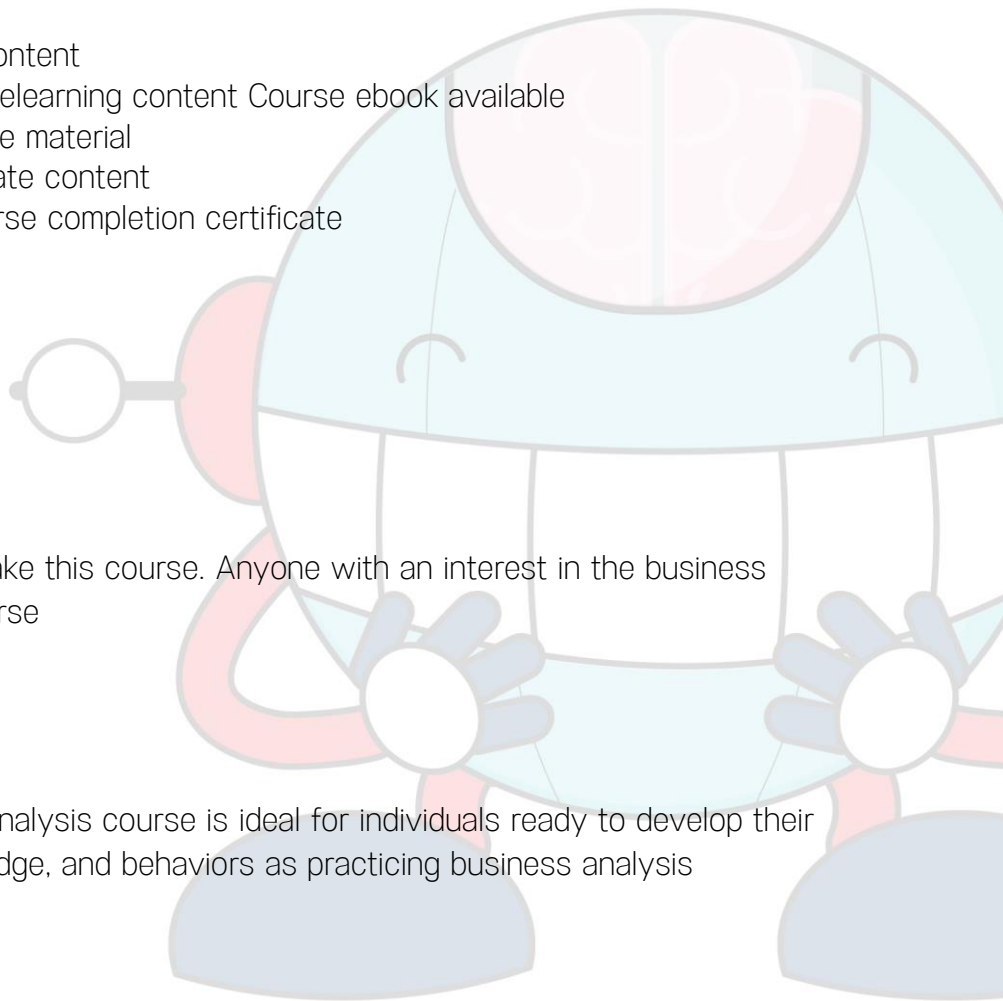 ontent
elearning content Course ebook available
e material
ate content
rse completion certificate
ake this course. Anyone with an interest in the business
urse
nalysis course is ideal for individuals ready to develop their
dge, and behaviors as practicing business analysis